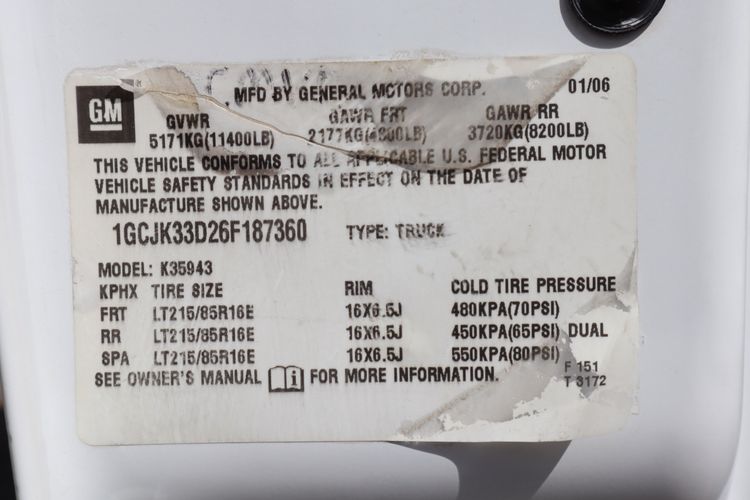 MFD BY GENERAL MOTORS CORP. 01/06
GM
GVWR GAWR FRT GAWR RR
5171KG(11400LB) 2177KG(4800LB) 3720KG(8200LB)
THIS VEHICLE CONFORMS TO ALL APPLICABLE U.S. FEDERAL MOTOR
VEHICLE SAFETY STANDARDS IN EFFECT ON THE DATE OF
MANUFACTURE SHOWN ABOVE.
1GCJK33D26F187360 TYPE: TRUCK
MODEL: K35943
KPHX TIRE SIZE RIM COLD TIRE PRESSURE
FRT LT215/85R16E 16X6.5J 480KPA(70PSI)
RR LT215/85R16E 16X6.5J 450KPA(65PSI) DUAL
SPA LT215/85R16E 16X6.5J 550KPA(80PSI)
SEE OWNER'S MANUAL FOR MORE INFORMATION.
F 151
T 3172